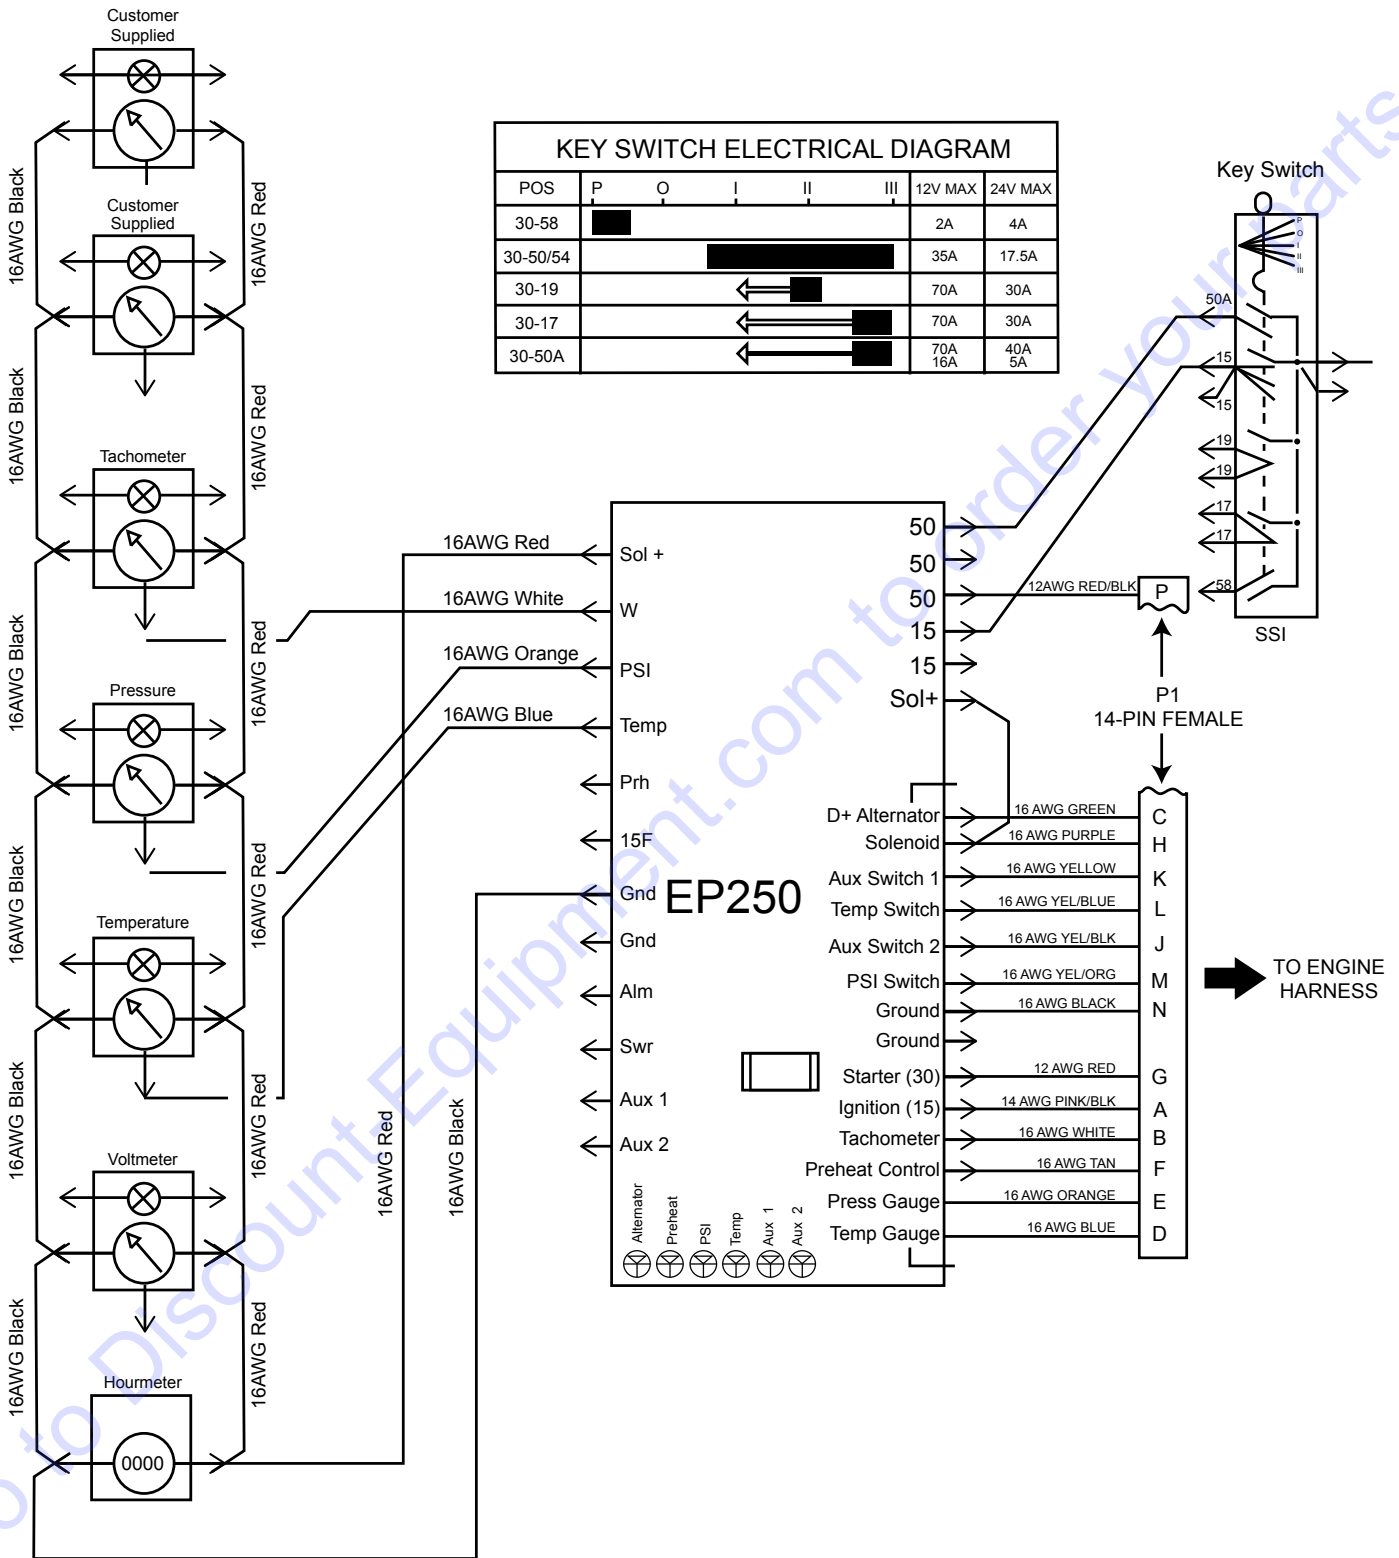 Customer
Supplied
16AWG Black
16AWG Red
Customer
Supplied
16AWG Black
16AWG Red
Tachometer
16AWG Black
16AWG Red
Pressure
16AWG Black
16AWG Red
Temperature
16AWG Black
16AWG Red
Voltmeter
16AWG Black
16AWG Red
Hourmeter
0000
KEY SWITCH ELECTRICAL DIAGRAM
POS P O I II III 12V MAX 24V MAX
30-58 2A 4A
30-50/54 35A 17.5A
30-19 70A 30A
30-17 70A 30A
30-50A 70A 40A
16A 5A
Key Switch
P
O
I
II
III
50A
15
15
19
19
17
17
58
SSI
16AWG Red
16AWG White
16AWG Orange
16AWG Blue
16AWG Red
16AWG Black
Sol +
W
PSI
Temp
Prh
15F
Gnd
Gnd
Alm
Swr
Aux 1
Aux 2
EP250
Alternator
Preheat
PSI
Temp
Aux 1
Aux 2
50
50
50 12AWG RED/BLK P
15
15
Sol+
P1
14-PIN FEMALE
D+ Alternator 16 AWG GREEN C
Solenoid 16 AWG PURPLE H
Aux Switch 1 16 AWG YELLOW K
Temp Switch 16 AWG YEL/BLUE L
Aux Switch 2 16 AWG YEL/BLK J
PSI Switch 16 AWG YEL/ORG M
Ground 16 AWG BLACK N
Ground
Starter (30) 12 AWG RED G
Ignition (15) 14 AWG PINK/BLK A
Tachometer 16 AWG WHITE B
Preheat Control 16 AWG TAN F
Press Gauge 16 AWG ORANGE E
Temp Gauge 16 AWG BLUE D
TO ENGINE
HARNESS
o to Discount-Equipment.com to order your parts